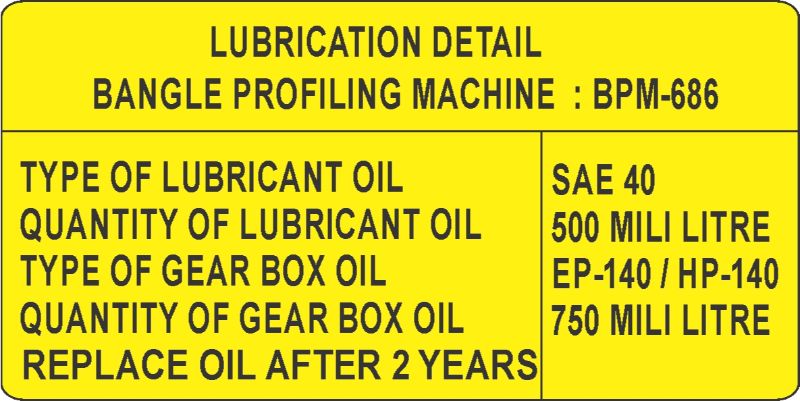 LUBRICATION DETAIL
BANGLE PROFILING MACHINE : BPM-686
TYPE OF LUBRICANT OIL SAE 40
QUANTITY OF LUBRICANT OIL 500 MILI LITRE
TYPE OF GEAR BOX OIL EP-140 / HP-140
QUANTITY OF GEAR BOX OIL 750 MILI LITRE
REPLACE OIL AFTER 2 YEARS